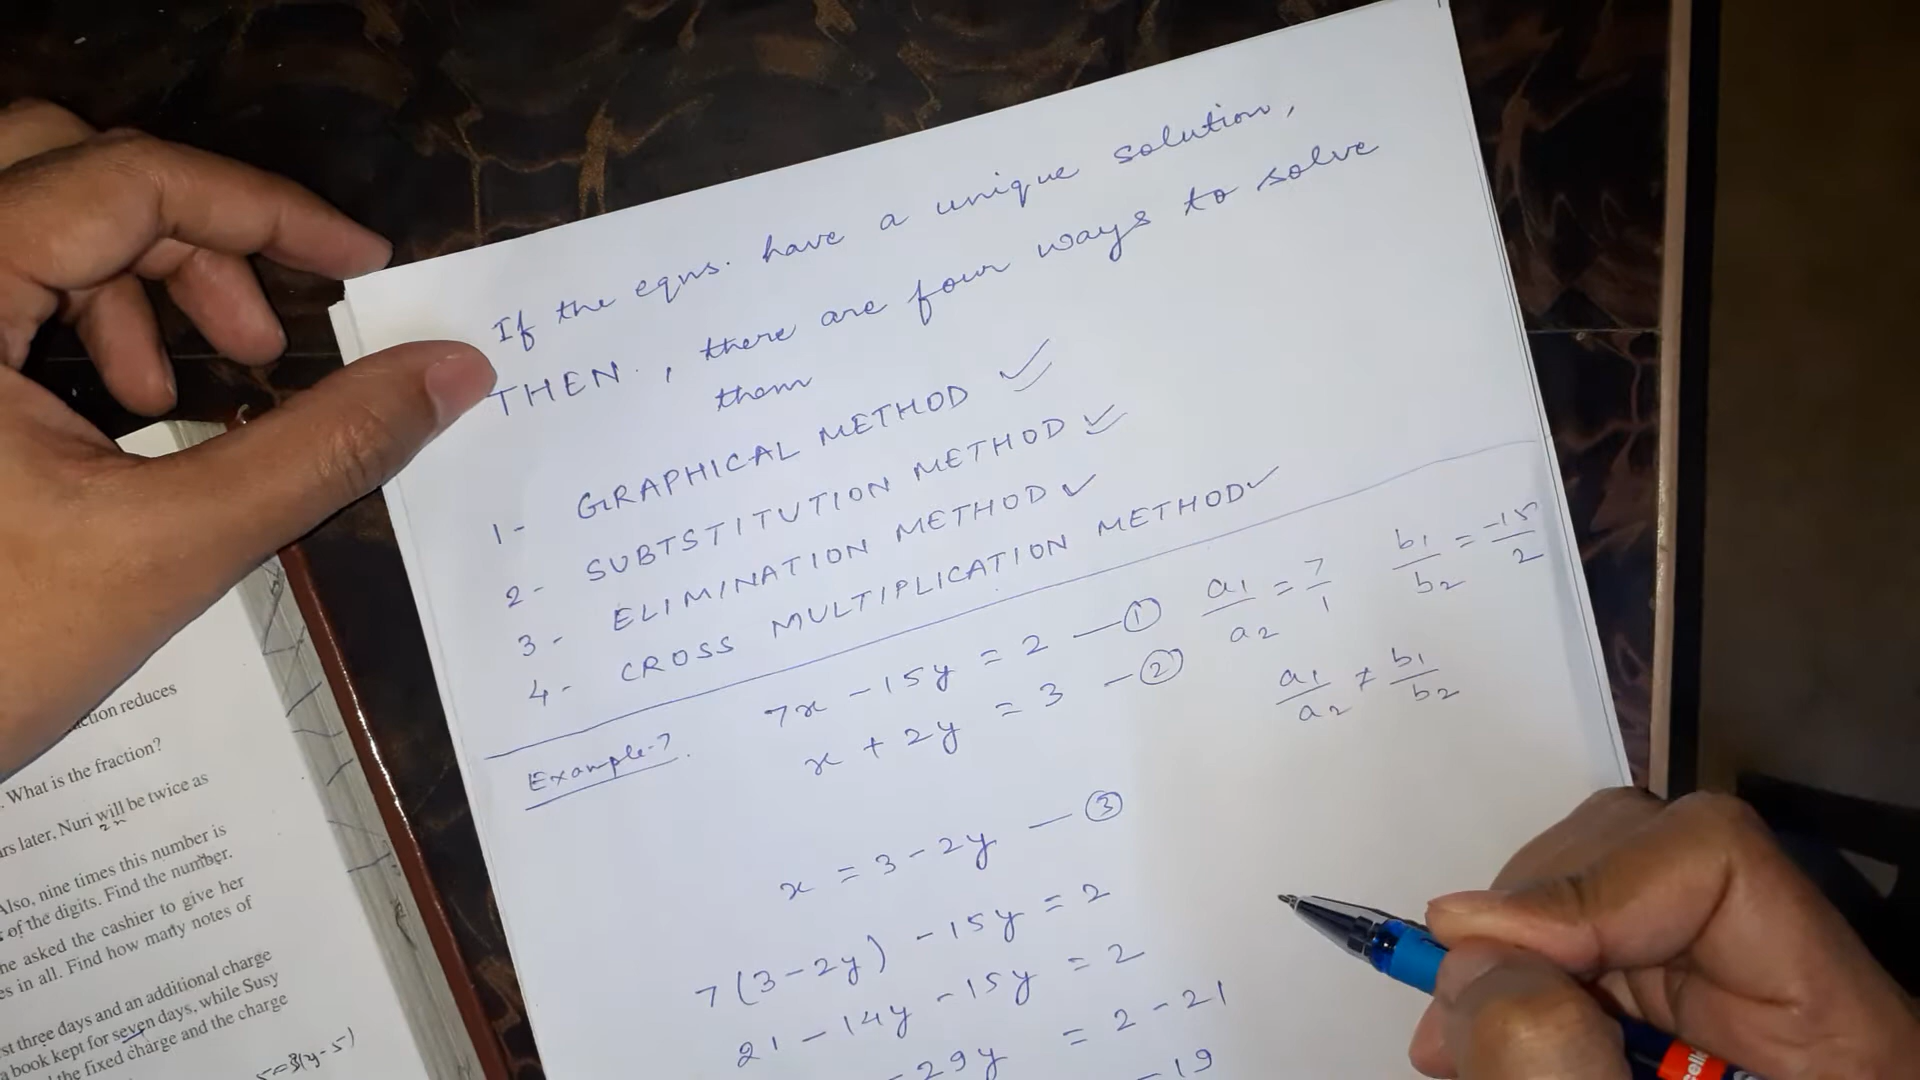 If the eqns. have a unique solution,
THEN., there are four ways to solve
them
1- GRAPHICAL METHOD ✓
2- SUBTSTITUTION METHOD ✓
3- ELIMINATION METHOD ✓
4- CROSS MULTIPLICATION METHOD ✓
Example-7. 7x - 15y = 2 —①
x + 2y = 3 —②
a1/a2 = 7/1 b1/b2 = -15/2
a1/a2 ≠ b1/b2
x = 3 - 2y —③
7(3-2y) - 15y = 2
21 - 14y - 15y = 2
-29y = 2 - 21
-19
reduces
. What is the fraction?
later, Nuri will be twice as
2x
Also, nine times this number is
of the digits. Find the number.
asked the cashier to give her
in all. Find how many notes of
three days and an additional charge
book kept for seven days, while Susy
the fixed charge and the charge
=3(y-5)
cello